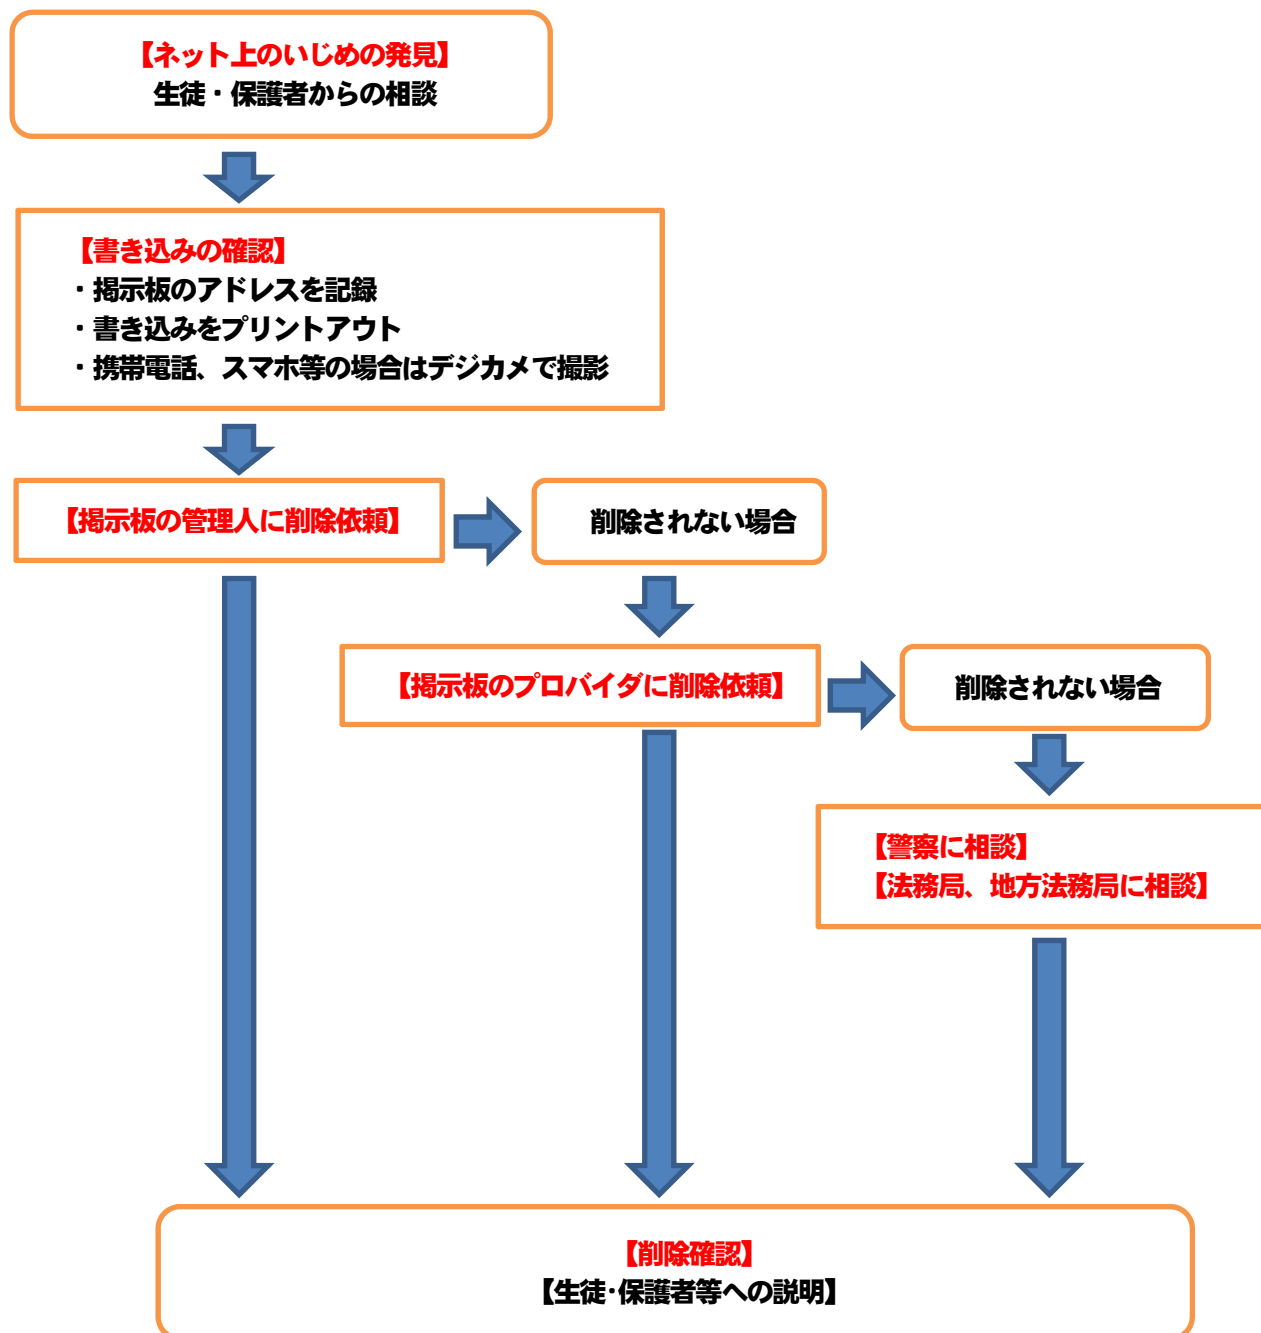 【ネット上のいじめの発見】
生徒・保護者からの相談
【書き込みの確認】
・掲示板のアドレスを記録
・書き込みをプリントアウト
・携帯電話、スマホ等の場合はデジカメで撮影
【掲示板の管理人に削除依頼】
削除されない場合
【掲示板のプロバイダに削除依頼】
削除されない場合
【警察に相談】
【法務局、地方法務局に相談】
【削除確認】
【生徒・保護者等への説明】